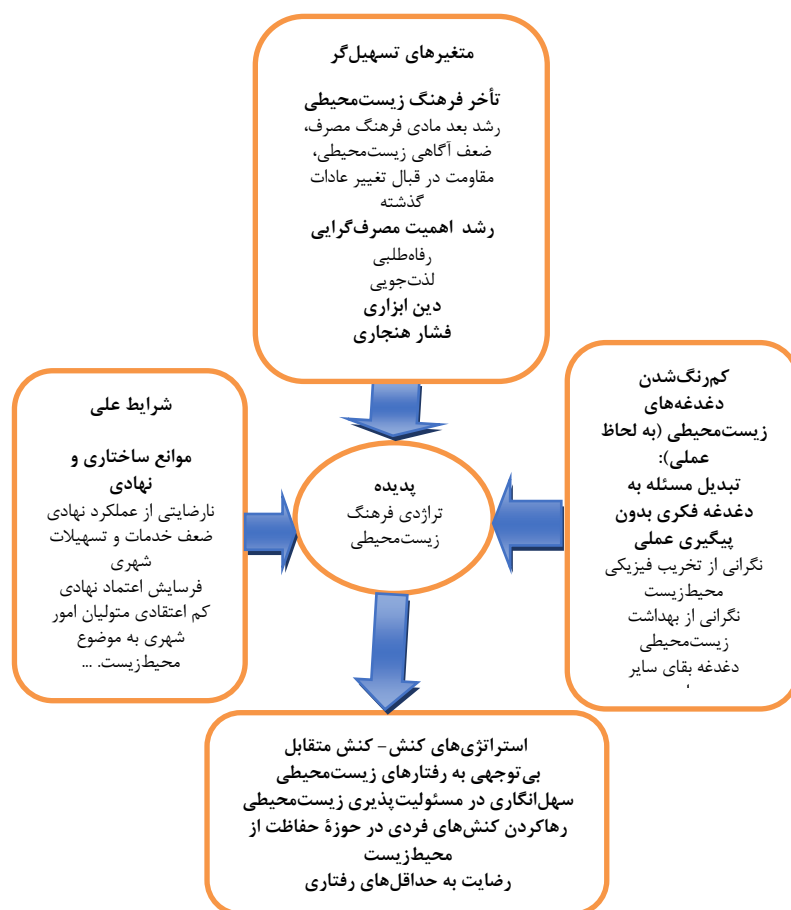 متغیرهای تسهیل‌گر
تأخر فرهنگ زیست‌محیطی
رشد بعد مادی فرهنگ مصرف،
ضعف آگاهی زیست‌محیطی،
مقاومت در قبال تغییر عادات
گذشته
رشد اهمیت مصرف‌گرایی
رفاه‌طلبی
لذت‌جویی
دین ابزاری
فشار هنجاری
کم‌رنگ‌شدن
دغدغه‌های
زیست‌محیطی (به لحاظ
عملی):
تبدیل مسئله به
دغدغه فکری بدون
پیگیری عملی
نگرانی از تخریب فیزیکی
محیط‌زیست
نگرانی از بهداشت
زیست‌محیطی
دغدغه بقای سایر
شرایط علی
موانع ساختاری و
نهادی
نارضایتی از عملکرد نهادی
ضعف خدمات و تسهیلات
شهری
فرسایش اعتماد نهادی
کم اعتقادی متولیان امور
شهری به موضوع
محیط‌زیست. ...
پدیده
تراژدی فرهنگ
زیست‌محیطی
استراتژی‌های کنش – کنش متقابل
بی‌توجهی به رفتارهای زیست‌محیطی
سهل‌انگاری در مسئولیت‌پذیری زیست‌محیطی
رهاکردن کنش‌های فردی در حوزهٔ حفاظت از
محیط‌زیست
رضایت به حداقل‌های رفتاری